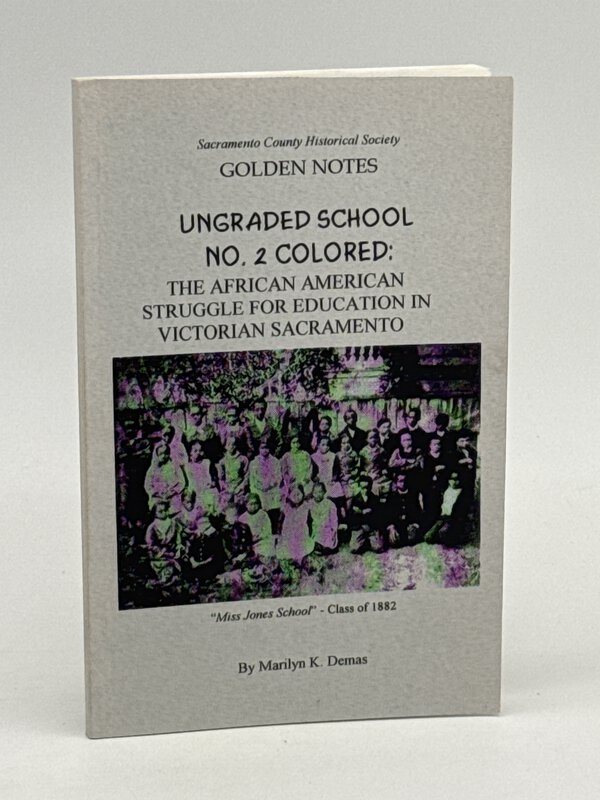 Sacramento County Historical Society
GOLDEN NOTES
UNGRADED SCHOOL
NO. 2 COLORED:
THE AFRICAN AMERICAN
STRUGGLE FOR EDUCATION IN
VICTORIAN SACRAMENTO
"Miss Jones School" - Class of 1882
By Marilyn K. Demas